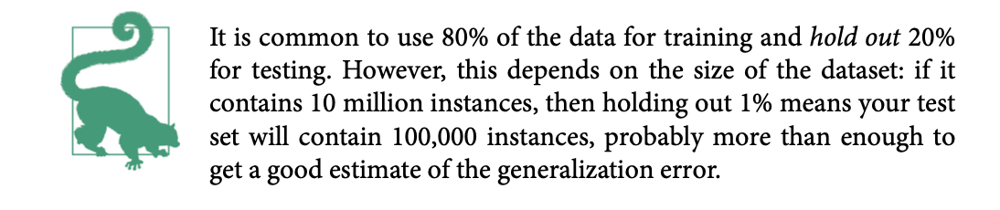 It is common to use 80% of the data for training and hold out 20%
for testing. However, this depends on the size of the dataset: if it
contains 10 million instances, then holding out 1% means your test
set will contain 100,000 instances, probably more than enough to
get a good estimate of the generalization error.